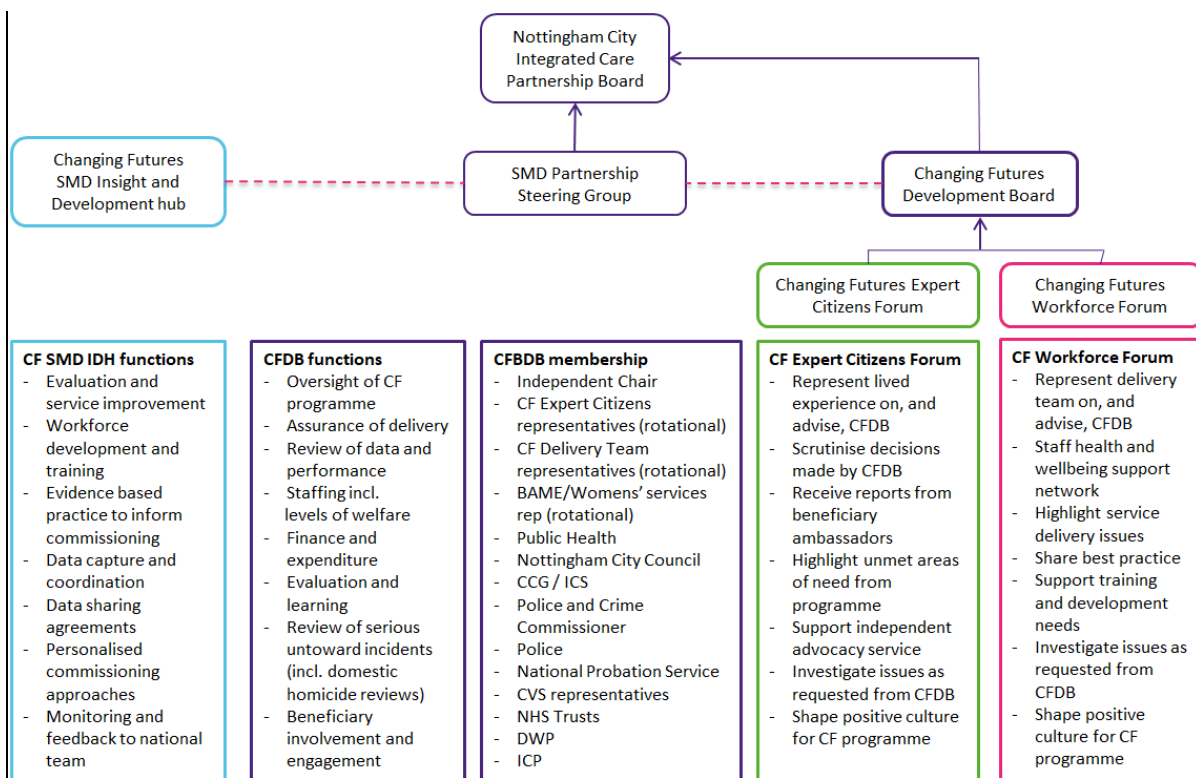 Nottingham City
Integrated Care
Partnership Board
Changing Futures
SMD Insight and
Development hub
SMD Partnership
Steering Group
Changing Futures
Development Board
Changing Futures Expert
Citizens Forum
Changing Futures
Workforce Forum
CF SMD IDH functions
- Evaluation and
service improvement
- Workforce
development and
training
- Evidence based
practice to inform
commissioning
- Data capture and
coordination
- Data sharing
agreements
- Personalised
commissioning
approaches
- Monitoring and
feedback to national
team
CFDB functions
- Oversight of CF
programme
- Assurance of delivery
- Review of data and
performance
- Staffing incl.
levels of welfare
- Finance and
expenditure
- Evaluation and
learning
- Review of serious
untoward incidents
(incl. domestic
homicide reviews)
- Beneficiary
involvement and
engagement
CFBDB membership
- Independent Chair
- CF Expert Citizens
representatives (rotational)
- CF Delivery Team
representatives (rotational)
- BAME/Womens’ services
rep (rotational)
- Public Health
- Nottingham City Council
- CCG / ICS
- Police and Crime
Commissioner
- Police
- National Probation Service
- CVS representatives
- NHS Trusts
- DWP
- ICP
CF Expert Citizens Forum
- Represent lived
experience on, and
advise, CFDB
- Scrutinise decisions
made by CFDB
- Receive reports from
beneficiary
ambassadors
- Highlight unmet areas
of need from
programme
- Support independent
advocacy service
- Investigate issues as
requested from CFDB
- Shape positive culture
for CF programme
CF Workforce Forum
- Represent delivery
team on, and
advise, CFDB
- Staff health and
wellbeing support
network
- Highlight service
delivery issues
- Share best practice
- Support training
and development
needs
- Investigate issues as
requested from
CFDB
- Shape positive
culture for CF
programme